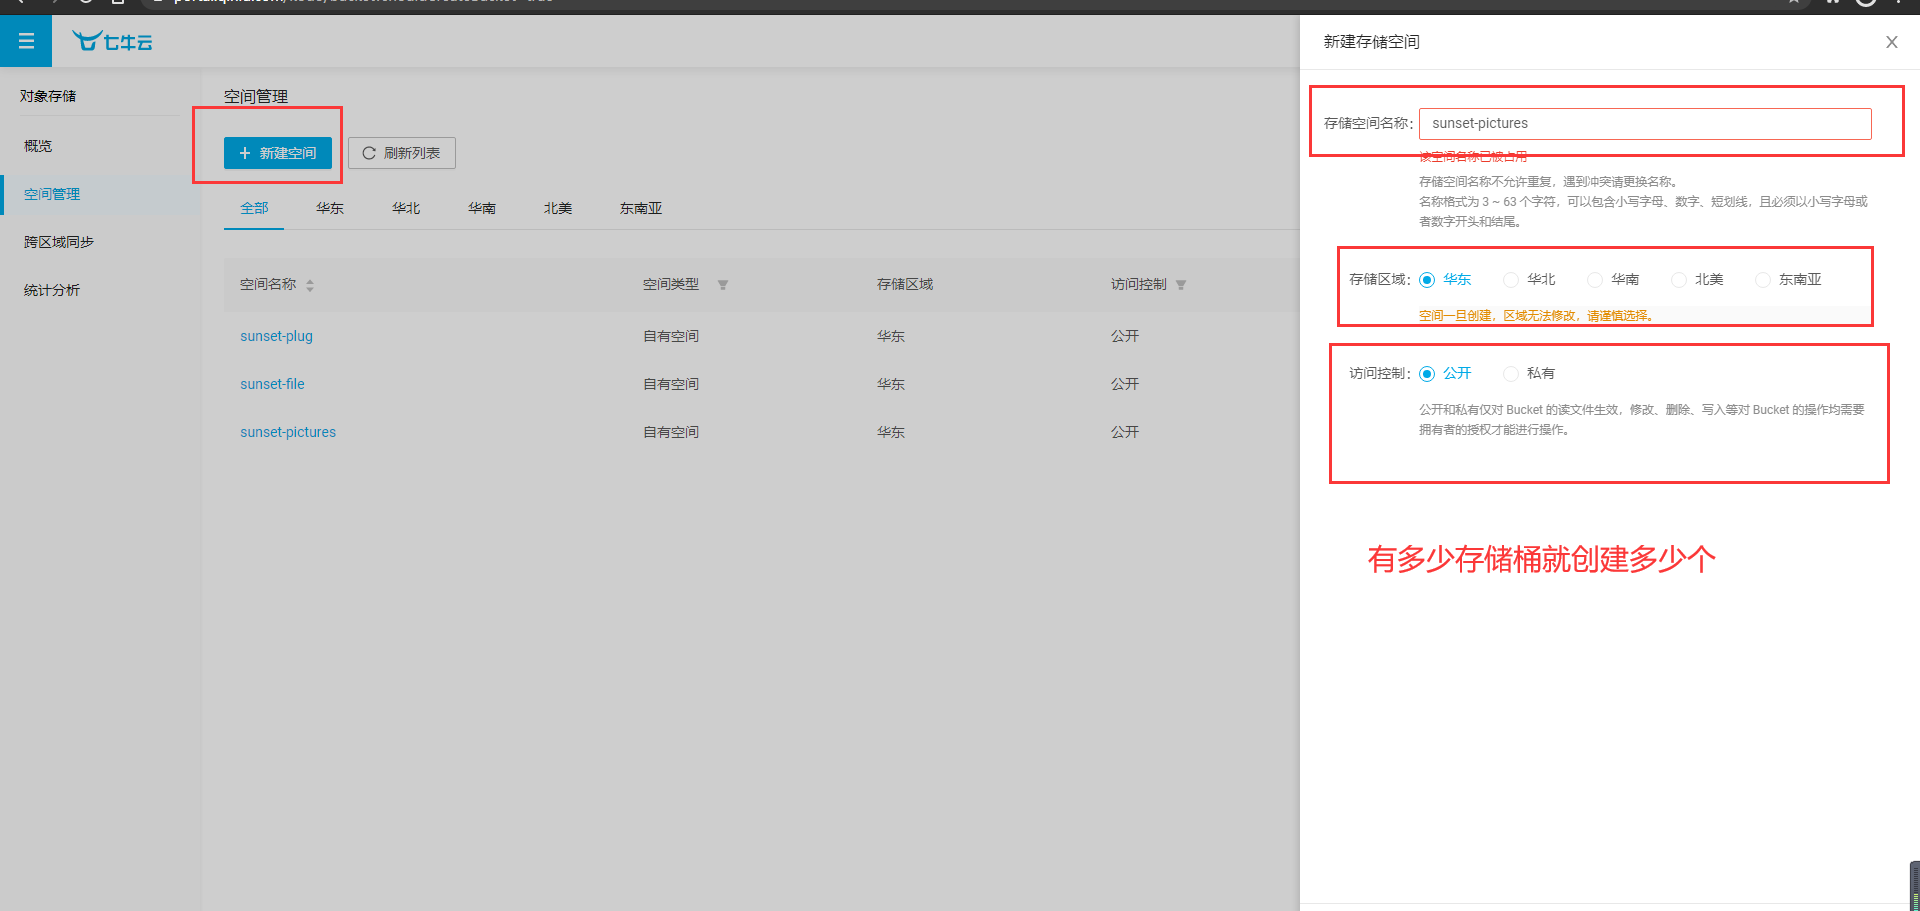 七牛云
新建存储空间
对象存储
概览
空间管理
跨区域同步
统计分析
空间管理
新建空间
刷新列表
全部 华东 华北 华南 北美 东南亚
空间名称 空间类型 存储区域 访问控制
sunset-plug 自有空间 华东 公开
sunset-file 自有空间 华东 公开
sunset-pictures 自有空间 华东 公开
存储空间名称： sunset-pictures
该空间名称已被占用
存储空间名称不允许重复，遇到冲突请更换名称。
名称格式为 3 ~ 63 个字符，可以包含小写字母、数字、短划线，且必须以小写字母或
者数字开头和结尾。
存储区域： 华东 华北 华南 北美 东南亚
空间一旦创建，区域无法修改，请谨慎选择。
访问控制： 公开 私有
公开和私有仅对 Bucket 的读文件生效，修改、删除、写入等对 Bucket 的操作均需要
拥有者的授权才能进行操作。
有多少存储桶就创建多少个